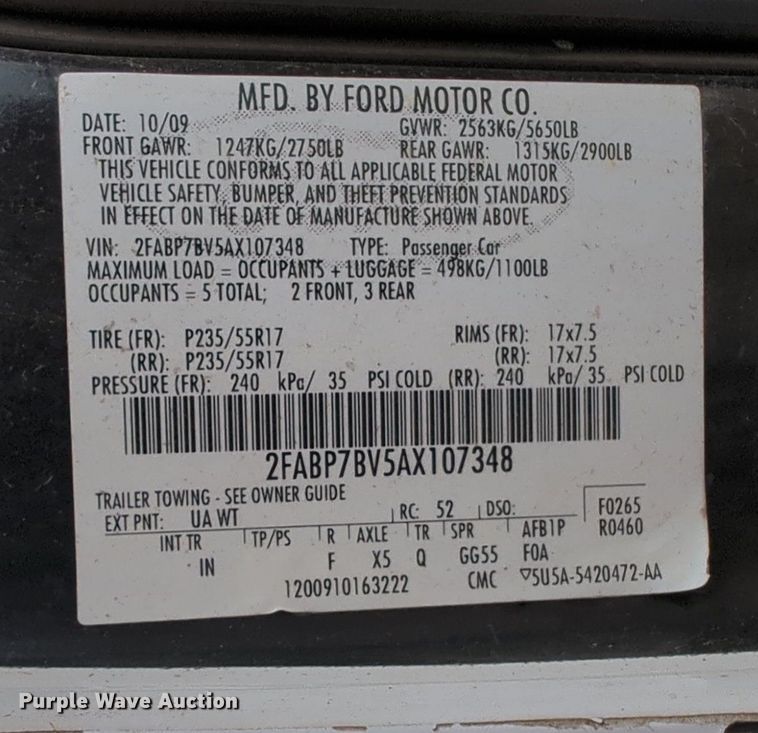 MFD. BY FORD MOTOR CO.
DATE: 10/09 GVWR: 2563KG/5650LB
FRONT GAWR: 1247KG/2750LB REAR GAWR: 1315KG/2900LB
THIS VEHICLE CONFORMS TO ALL APPLICABLE FEDERAL MOTOR
VEHICLE SAFETY, BUMPER, AND THEFT PREVENTION STANDARDS
IN EFFECT ON THE DATE OF MANUFACTURE SHOWN ABOVE.
VIN: 2FABP7BV5AX107348 TYPE: Passenger Car
MAXIMUM LOAD = OCCUPANTS + LUGGAGE = 498KG/1100LB
OCCUPANTS = 5 TOTAL; 2 FRONT, 3 REAR
TIRE (FR): P235/55R17 RIMS (FR): 17x7.5
(RR): P235/55R17 (RR): 17x7.5
PRESSURE (FR): 240 kPa/ 35 PSI COLD (RR): 240 kPa/ 35 PSI COLD
2FABP7BV5AX107348
TRAILER TOWING - SEE OWNER GUIDE
EXT PNT: UA WT RC: 52 DSO: F0265
INT TR TP/PS R AXLE TR SPR AFB1P R0460
IN F X5 Q GG55 FOA
1200910163222 CMC ▽5U5A-5420472-AA
Purple Wave Auction